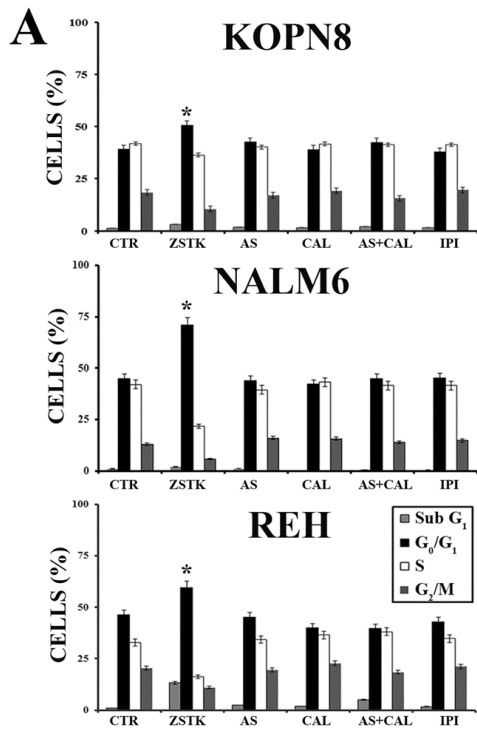 A
KOPN8
CELLS (%)
100
75
50
25
0
*
CTR ZSTK AS CAL AS+CAL IPI
NALM6
CELLS (%)
100
75
50
25
0
*
CTR ZSTK AS CAL AS+CAL IPI
REH
CELLS (%)
100
75
50
25
0
*
Sub G₁
G₀/G₁
S
G₂/M
CTR ZSTK AS CAL AS+CAL IPI